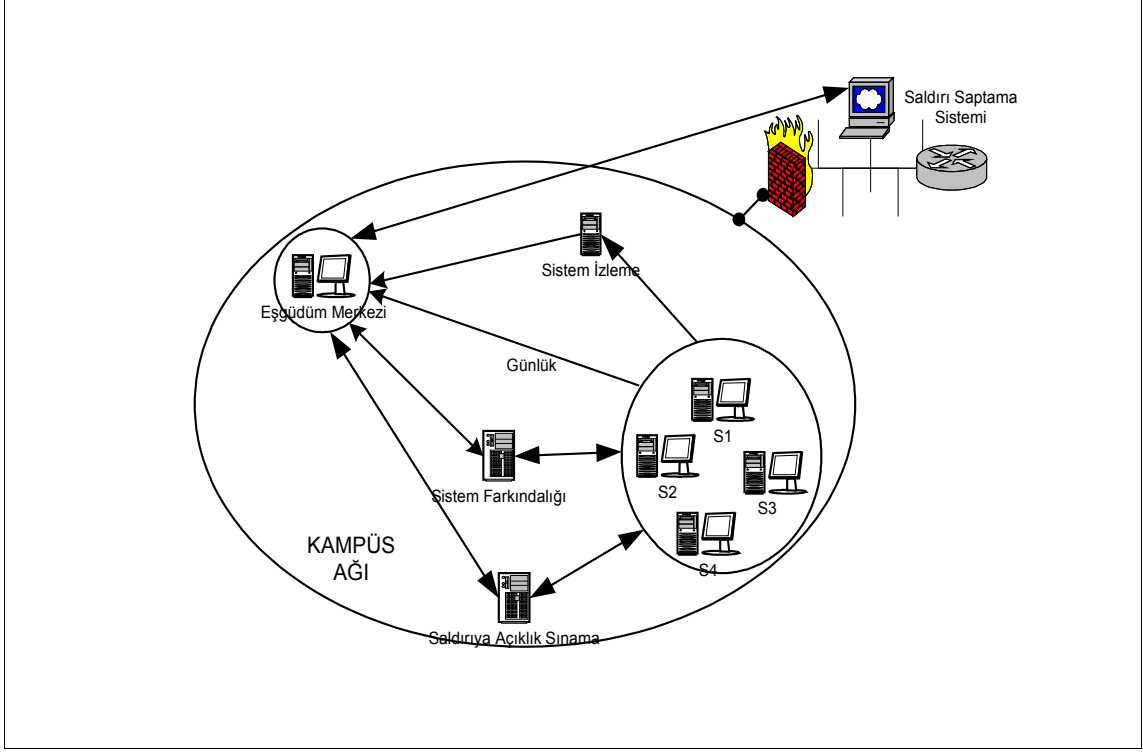 Saldırı Saptama
Sistemi
Sistem İzleme
Eşgüdüm Merkezi
Günlük
S1
S2
S3
Sistem Farkındalığı
S4
KAMPÜS
AĞI
Saldırıya Açıklık Sınama